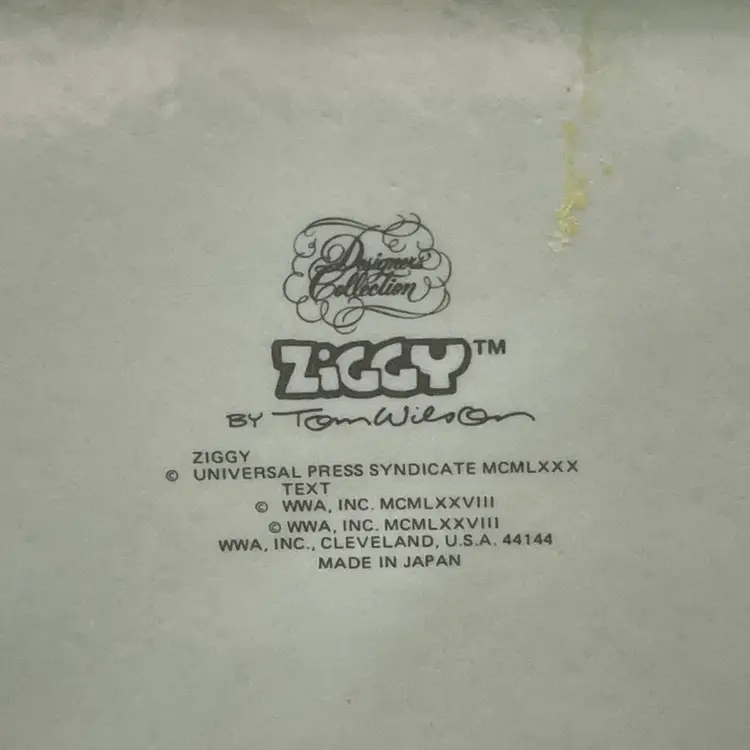 Designers'
Collection
ZiGGY™
BY Tom Wilson
ZIGGY
© UNIVERSAL PRESS SYNDICATE MCMLXXX
TEXT
© WWA, INC. MCMLXXVIII
© WWA, INC. MCMLXXVIII
WWA, INC., CLEVELAND, U.S.A. 44144
MADE IN JAPAN